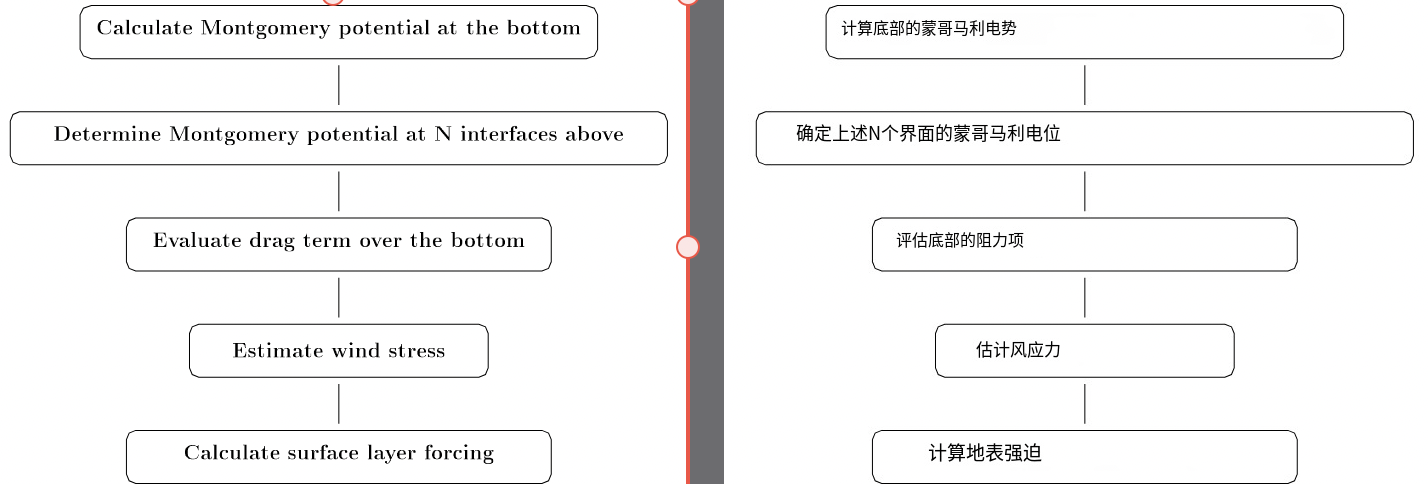 Calculate Montgomery potential at the bottom
Determine Montgomery potential at N interfaces above
Evaluate drag term over the bottom
Estimate wind stress
Calculate surface layer forcing
计算底部的蒙哥马利电势
确定上述N个界面的蒙哥马利电位
评估底部的阻力项
估计风应力
计算地表强迫